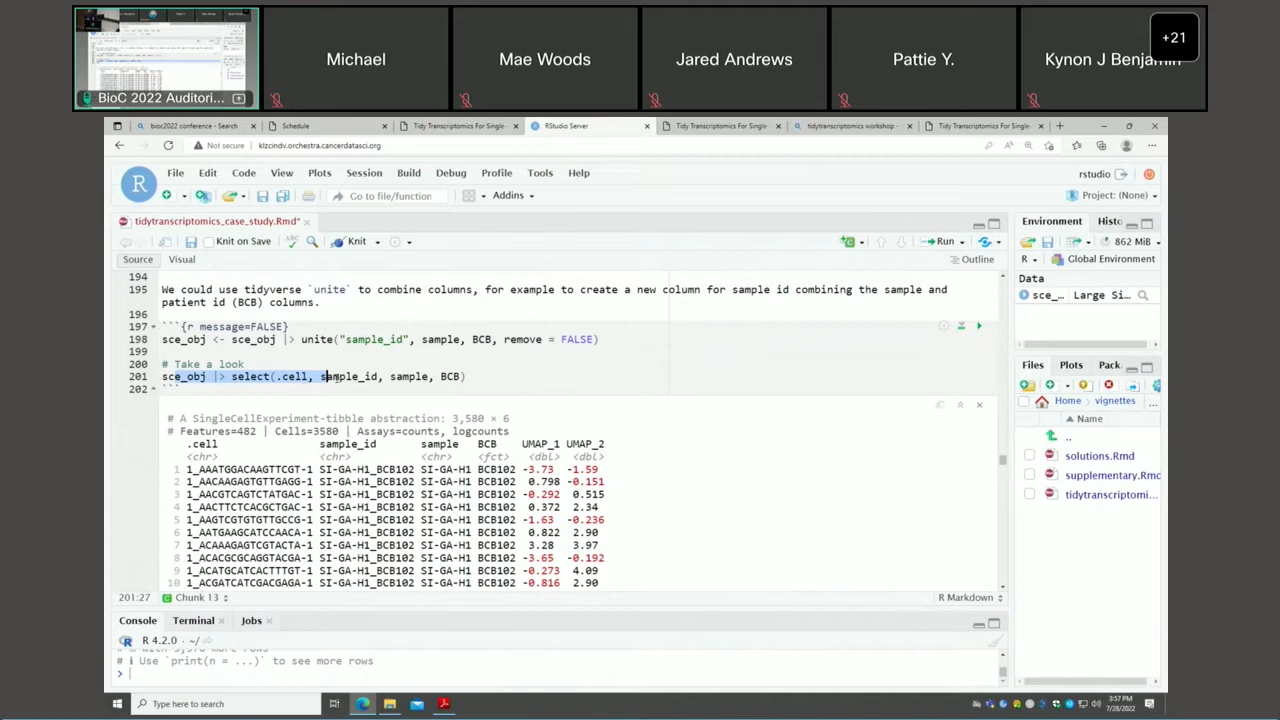 +21
Michael
Mae Woods
Jared Andrews
Pattie Y.
Kynon J Benjamin
BioC 2022 Auditori...
bioc2022 conference - Search
Schedule
Tidy Transcriptomics For Single-
RStudio Server
Tidy Transcriptomics For Single-
tidytranscriptomics workshop -
Tidy Transcriptomics For Single-
Not secure
klzcindv.orchestra.cancerdatasci.org
File
Edit
Code
View
Plots
Session
Build
Debug
Profile
Tools
Help
rstudio
Go to file/function
Addins
Project: (None)
tidytranscriptomics_case_study.Rmd*
Knit on Save
Knit
Run
Source
Visual
Outline
194
195 We could use tidyverse `unite` to combine columns, for example to create a new column for sample id combining the sample and
patient id (BCB) columns.
196
197 ```{r message=FALSE}
198 sce_obj <- sce_obj |> unite("sample_id", sample, BCB, remove = FALSE)
199
200 # Take a look
201 sce_obj |> select(.cell, sample_id, sample, BCB)
202 ```
# A SingleCellExperiment-tibble abstraction: 3,580 × 6
# Features=482 | Cells=3580 | Assays=counts, logcounts
.cell sample_id sample BCB UMAP_1 UMAP_2
<chr> <chr> <chr> <fct> <dbl> <dbl>
1 1_AAATGGACAAGTTCGT-1 SI-GA-H1_BCB102 SI-GA-H1 BCB102 -3.73 -1.59
2 1_AACAAGAGTGTTGAGG-1 SI-GA-H1_BCB102 SI-GA-H1 BCB102 0.798 -0.151
3 1_AACGTCAGTCTATGAC-1 SI-GA-H1_BCB102 SI-GA-H1 BCB102 -0.292 0.515
4 1_AACTTCTCACGCTGAC-1 SI-GA-H1_BCB102 SI-GA-H1 BCB102 0.372 2.34
5 1_AAGTCGTGTGTTGCCG-1 SI-GA-H1_BCB102 SI-GA-H1 BCB102 -1.63 -0.236
6 1_AATGAAGCATCCAACA-1 SI-GA-H1_BCB102 SI-GA-H1 BCB102 0.822 2.90
7 1_ACAAAGAGTCGTACTA-1 SI-GA-H1_BCB102 SI-GA-H1 BCB102 3.28 3.97
8 1_ACACGCGCAGGTACGA-1 SI-GA-H1_BCB102 SI-GA-H1 BCB102 -3.65 -0.192
9 1_ACATGCATCACTTTGT-1 SI-GA-H1_BCB102 SI-GA-H1 BCB102 -0.273 4.09
10 1_ACGATCATCGACGAGA-1 SI-GA-H1_BCB102 SI-GA-H1 BCB102 -0.816 2.90
201:27
Chunk 13
R Markdown
Environment
Histo
862 MiB
R
Global Environment
Data
sce_...
Large Si...
Files
Plots
Pack
Home
vignettes
Name
..
solutions.Rmd
supplementary.Rmd
tidytranscriptomi...
Console
Terminal
Jobs
R 4.2.0 · ~/
# ℹ Use `print(n = ...)` to see more rows
>
Type here to search
3:57 PM
7/28/2022